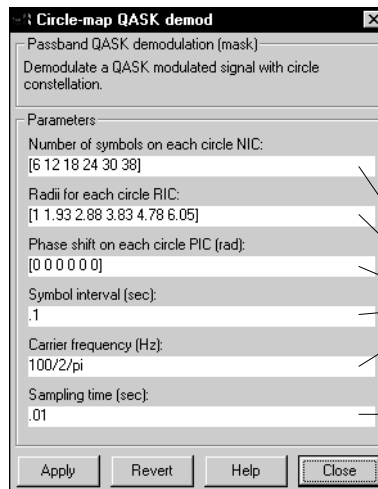 Circle-map QASK demod
Passband QASK demodulation (mask)
Demodulate a QASK modulated signal with circle
constellation.
Parameters
Number of symbols on each circle NIC:
[6 12 18 24 30 38]
Radii for each circle RIC:
[1 1.93 2.88 3.83 4.78 6.05]
Phase shift on each circle PIC (rad):
[0 0 0 0 0 0]
Symbol interval (sec):
.1
Carrier frequency (Hz):
100/2/pi
Sampling time (sec):
.01
Apply Revert Help Close